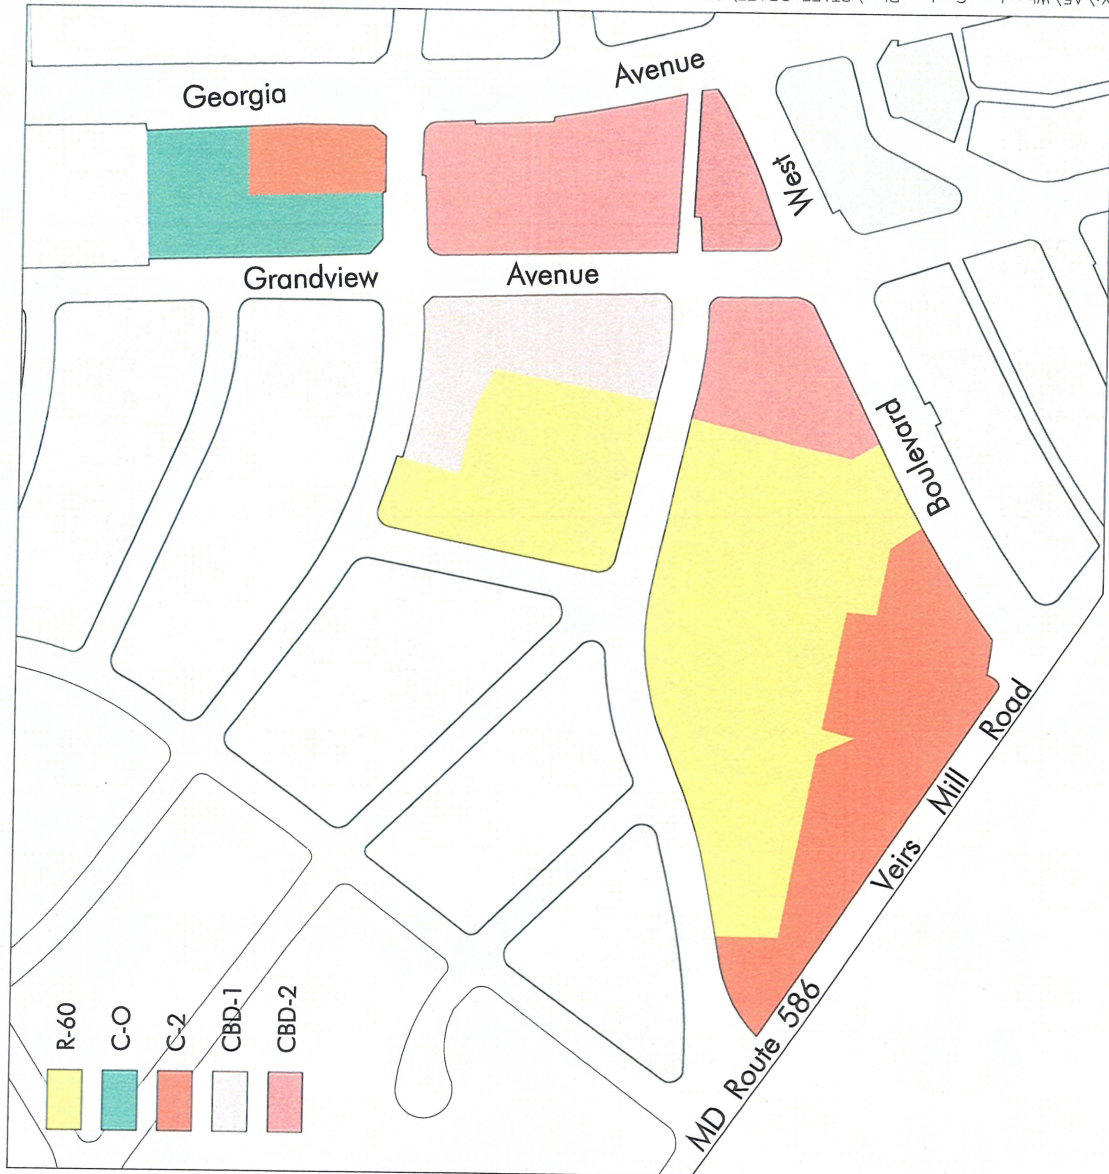 Georgia
Avenue
West
Grandview
Avenue
Boulevard
Veirs Mill Road
MD Route 586
R-60
C-O
C-2
CBD-1
CBD-2